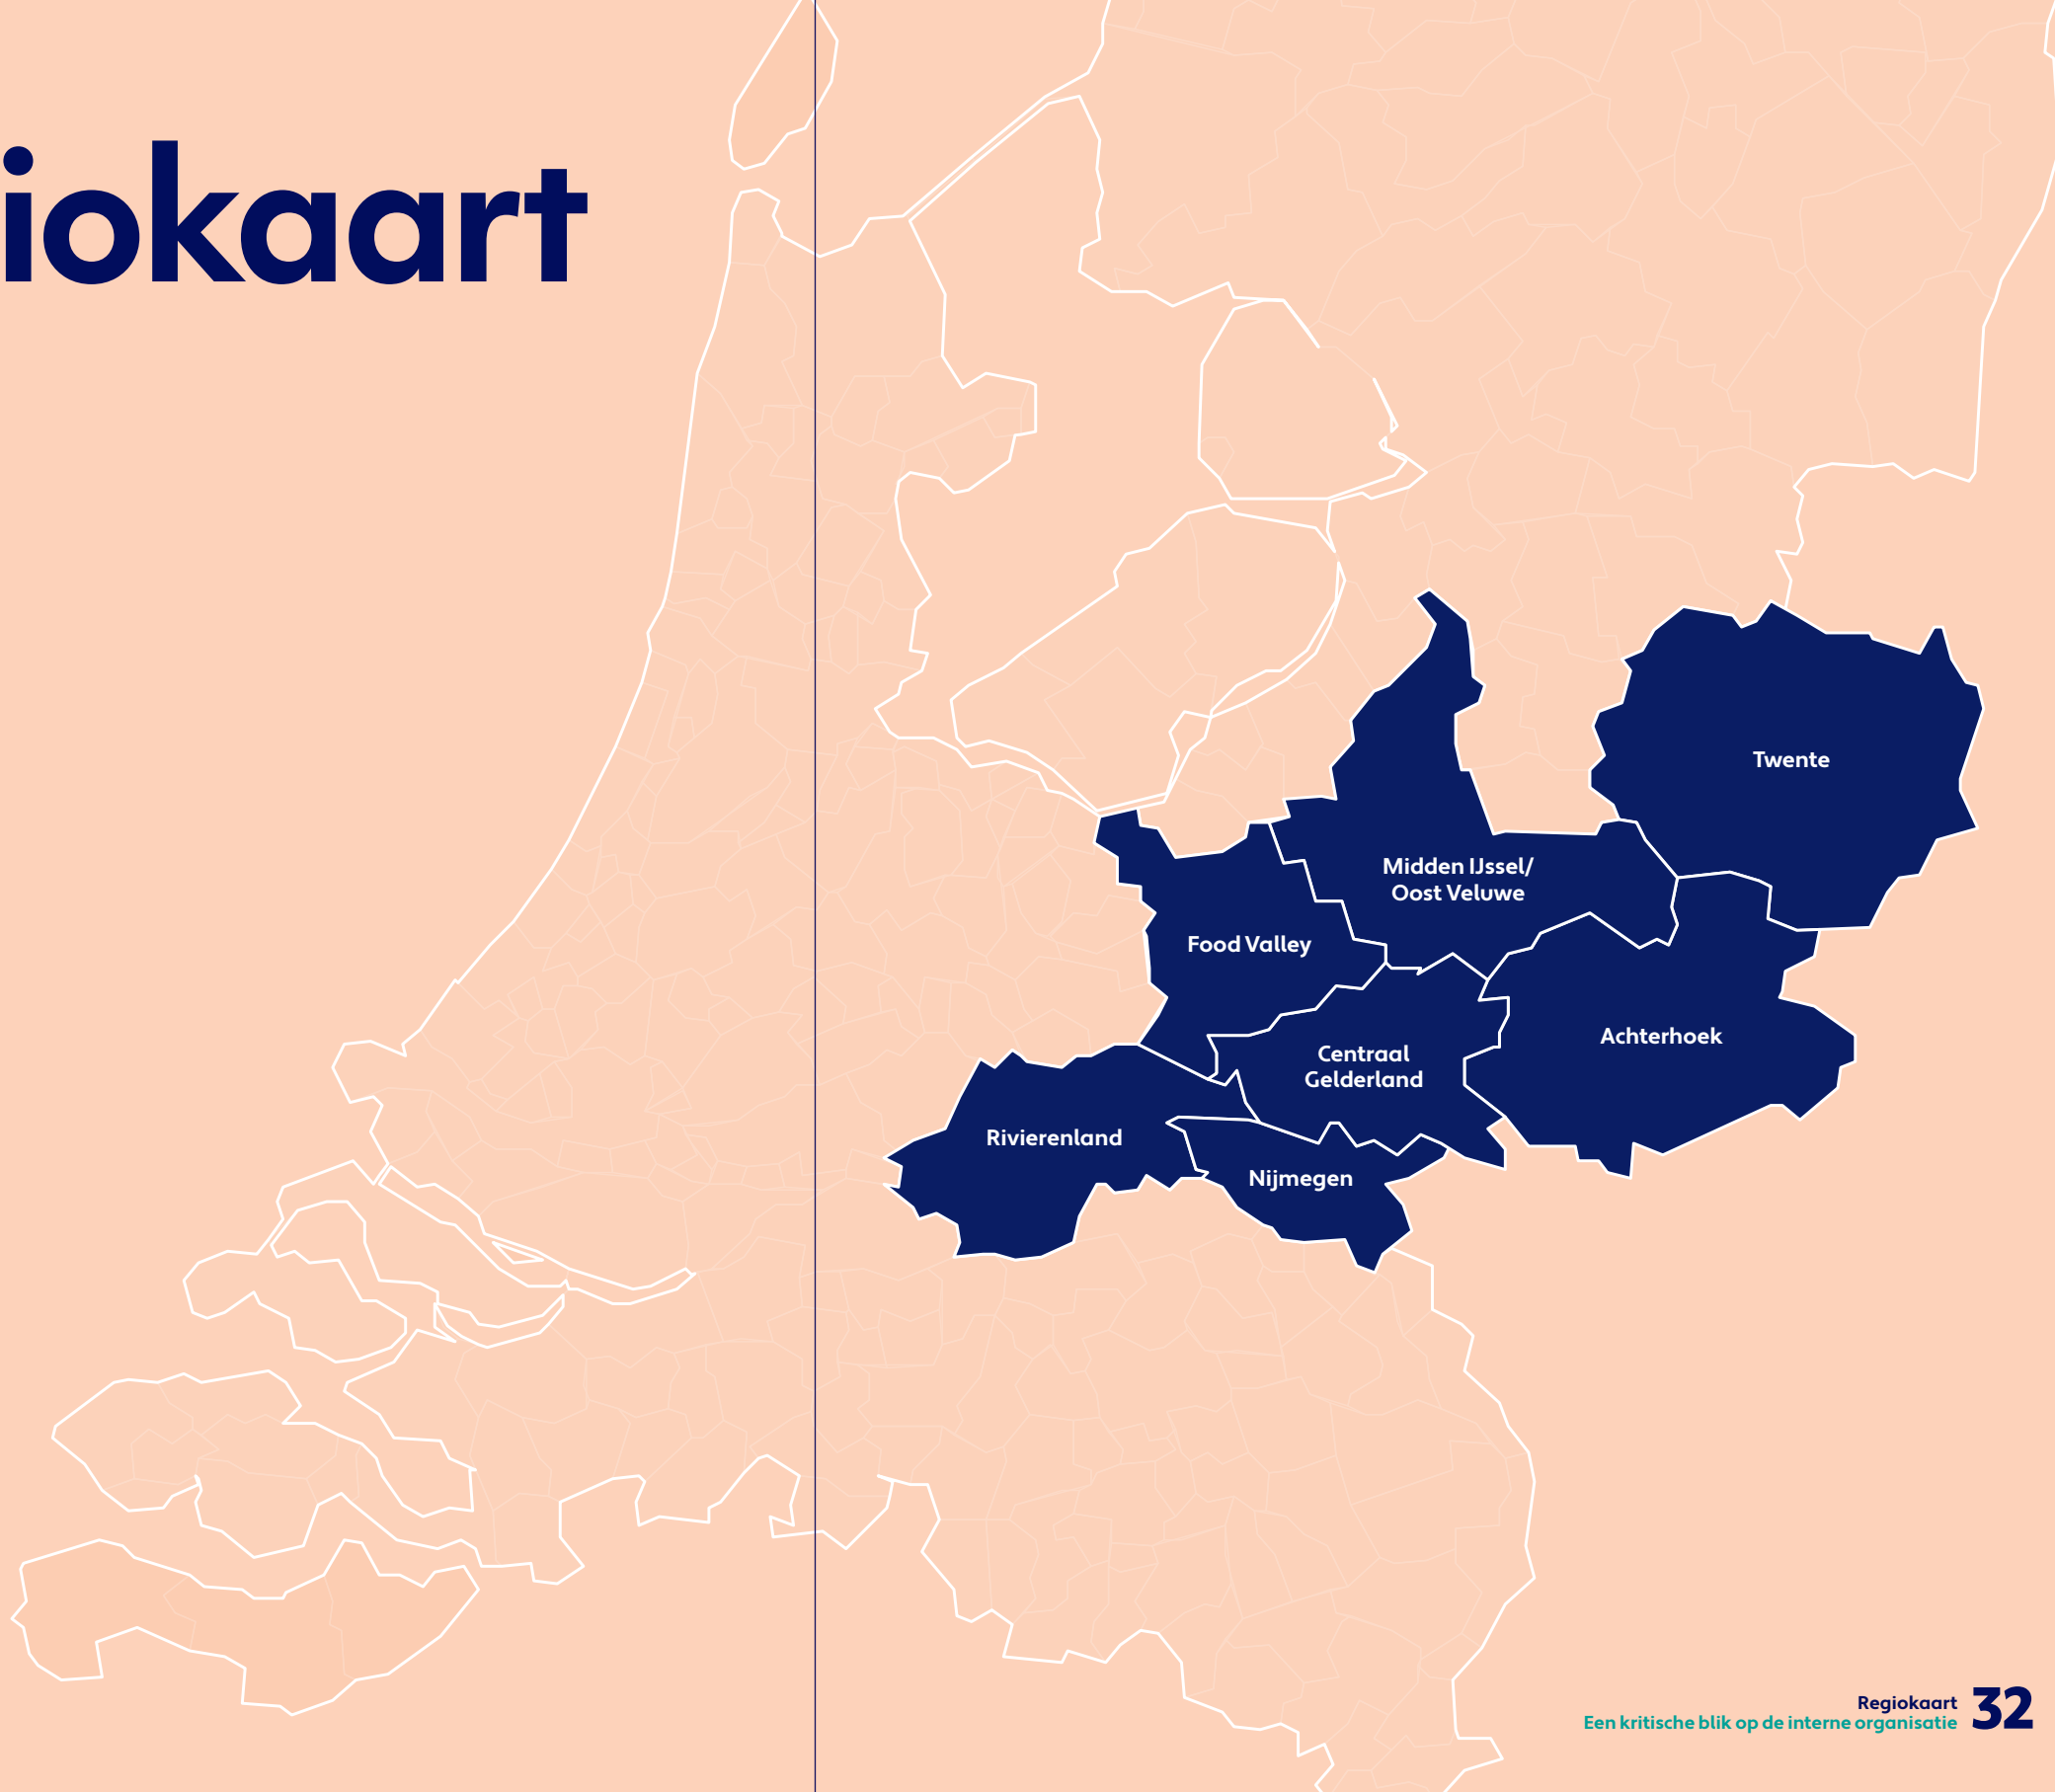 iokaart
Twente
Midden IJssel/
Oost Veluwe
Food Valley
Achterhoek
Centraal
Gelderland
Rivierenland
Nijmegen
Regiokaart
Een kritische blik op de interne organisatie
32